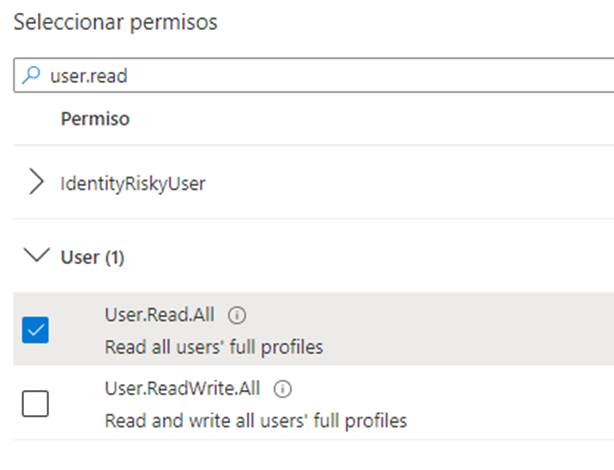 Seleccionar permisos
user.read
Permiso
IdentityRiskyUser
User (1)
User.Read.All
Read all users' full profiles
User.ReadWrite.All
Read and write all users' full profiles